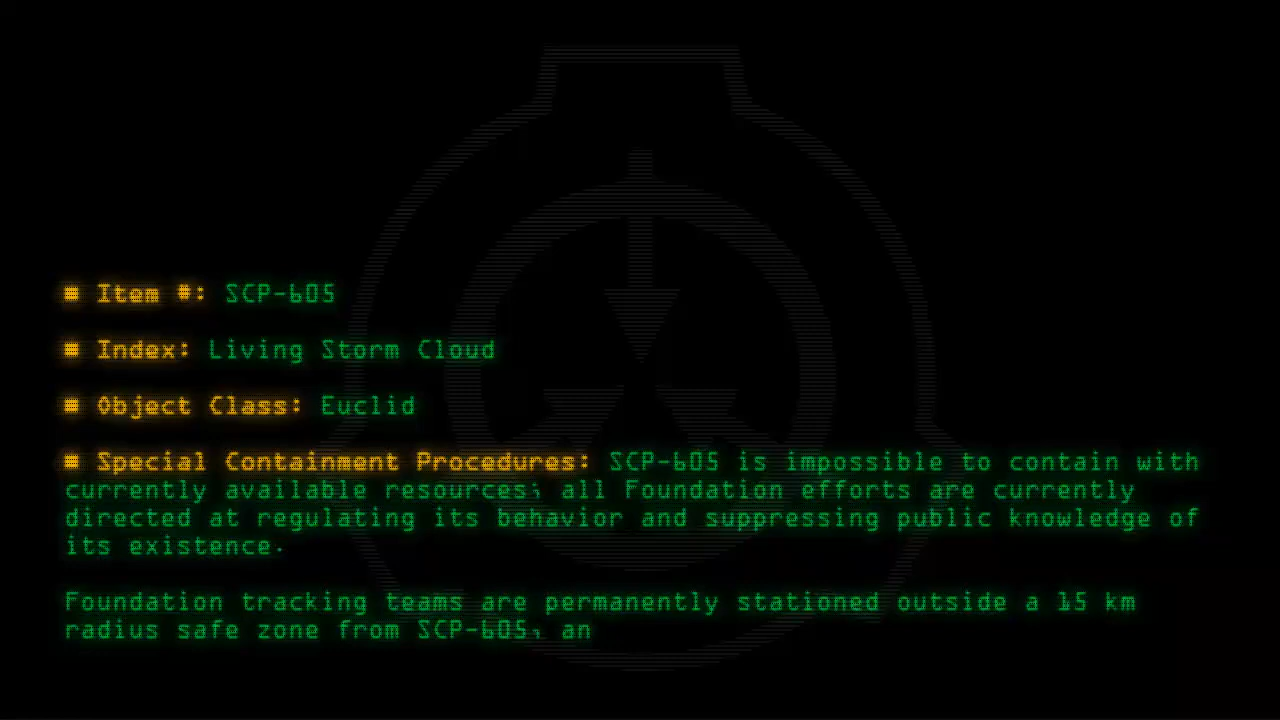 ■ Item #: SCP-605
■ Index: Living Storm Cloud
■ Object Class: Euclid
■ Special Containment Procedures: SCP-605 is impossible to contain with
currently available resources; all Foundation efforts are currently
directed at regulating its behavior and suppressing public knowledge of
its existence.
Foundation tracking teams are permanently stationed outside a 15 km
radius safe zone from SCP-605, an